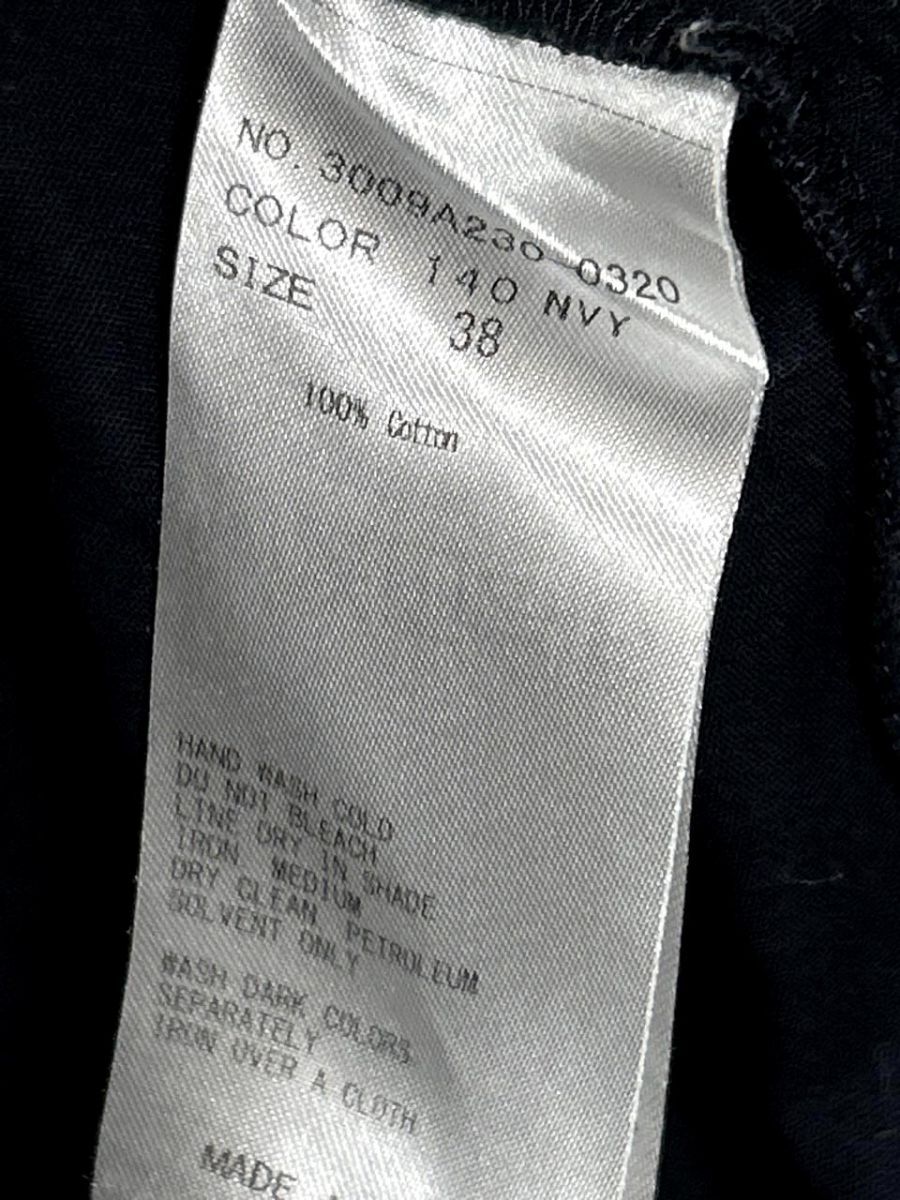 NO. 3009A230-0320
COLOR 140 NVY
SIZE 38
100% Cotton
HAND WASH COLD
DO NOT BLEACH
LINE DRY IN SHADE
IRON MEDIUM
DRY CLEAN PETROLEUM
SOLVENT ONLY
WASH DARK COLORS
SEPARATELY
IRON OVER A CLOTH
MADE